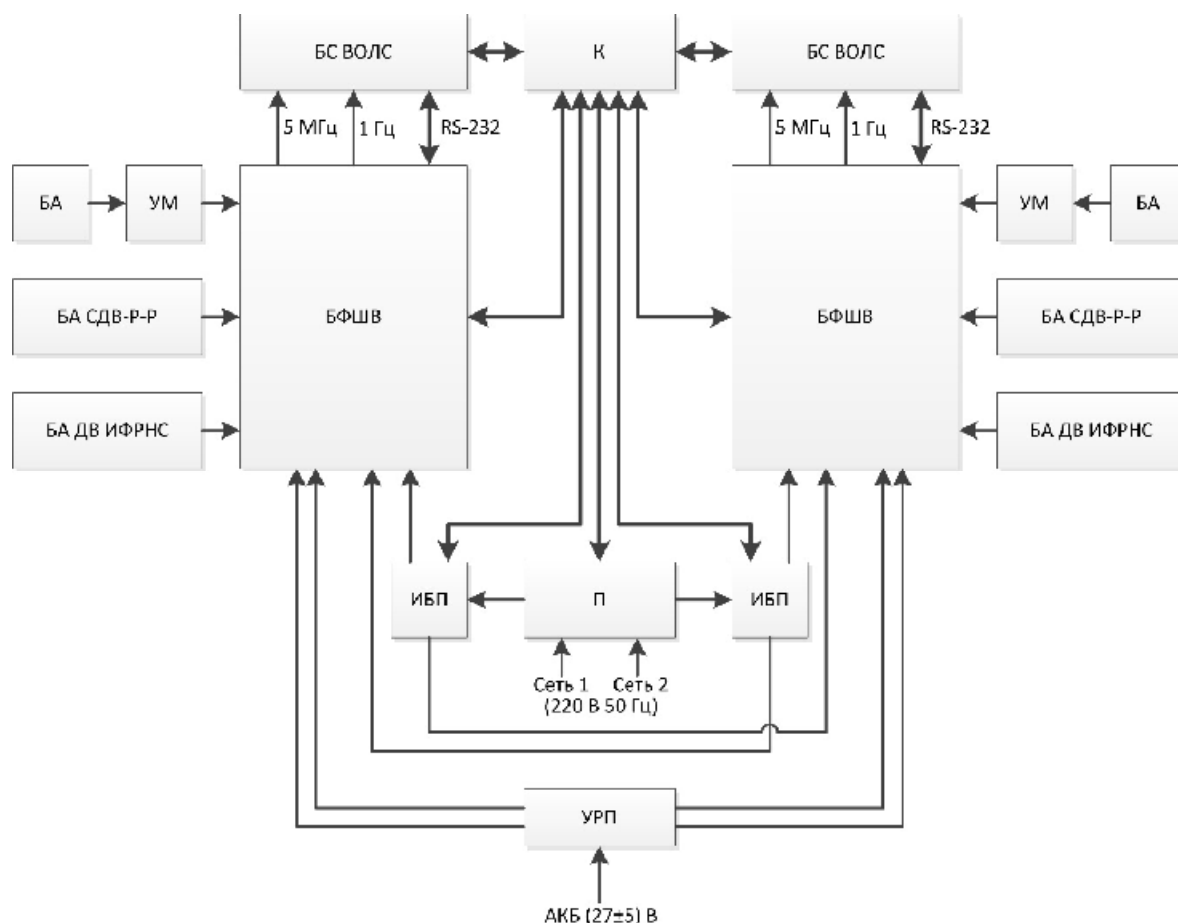 БС ВОЛС
К
БС ВОЛС
5 МГц
1 Гц
RS-232
5 МГц
1 Гц
RS-232
БА
УМ
УМ
БА
БА СДВ-Р-Р
БФШВ
БФШВ
БА СДВ-Р-Р
БА ДВ ИФРНС
БА ДВ ИФРНС
ИБП
П
ИБП
Сеть 1
Сеть 2
(220 В 50 Гц)
УРП
АКБ (27±5) В